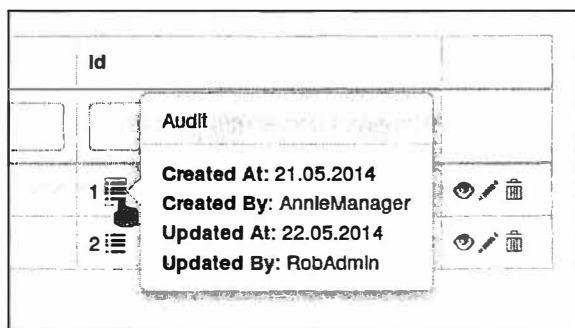 Id
Audit
Created At: 21.05.2014
Created By: AnnieManager
Updated At: 22.05.2014
Updated By: RobAdmin
1
2